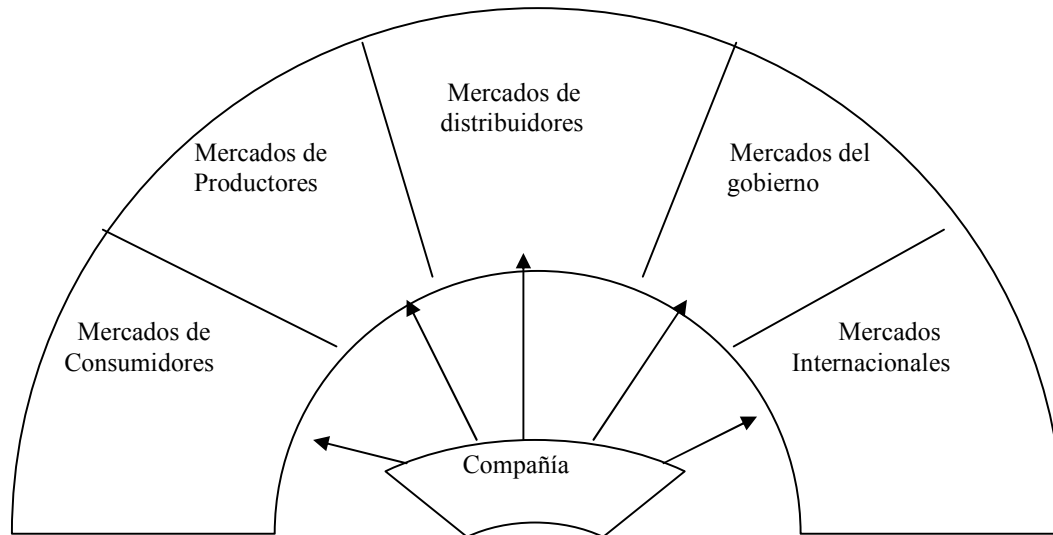 Mercados de
distribuidores
Mercados de
Productores
Mercados del
gobierno
Mercados de
Consumidores
Mercados
Internacionales
Compañía